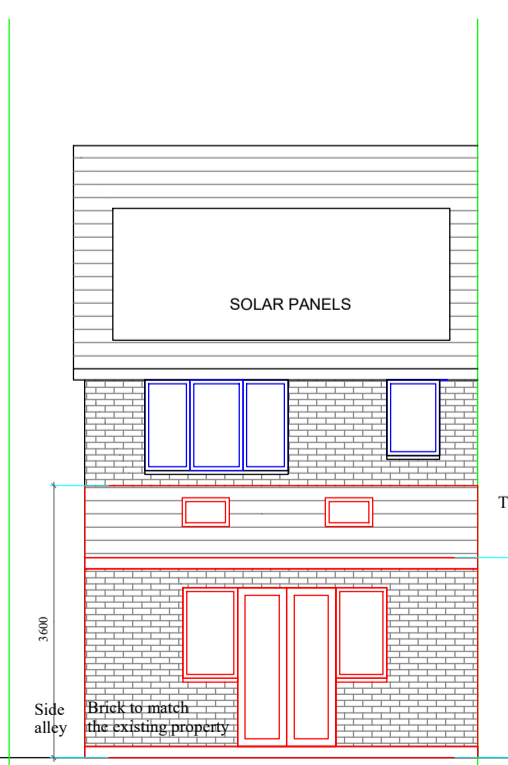 SOLAR PANELS
T
3600
Side
alley
Brick to match
the existing property